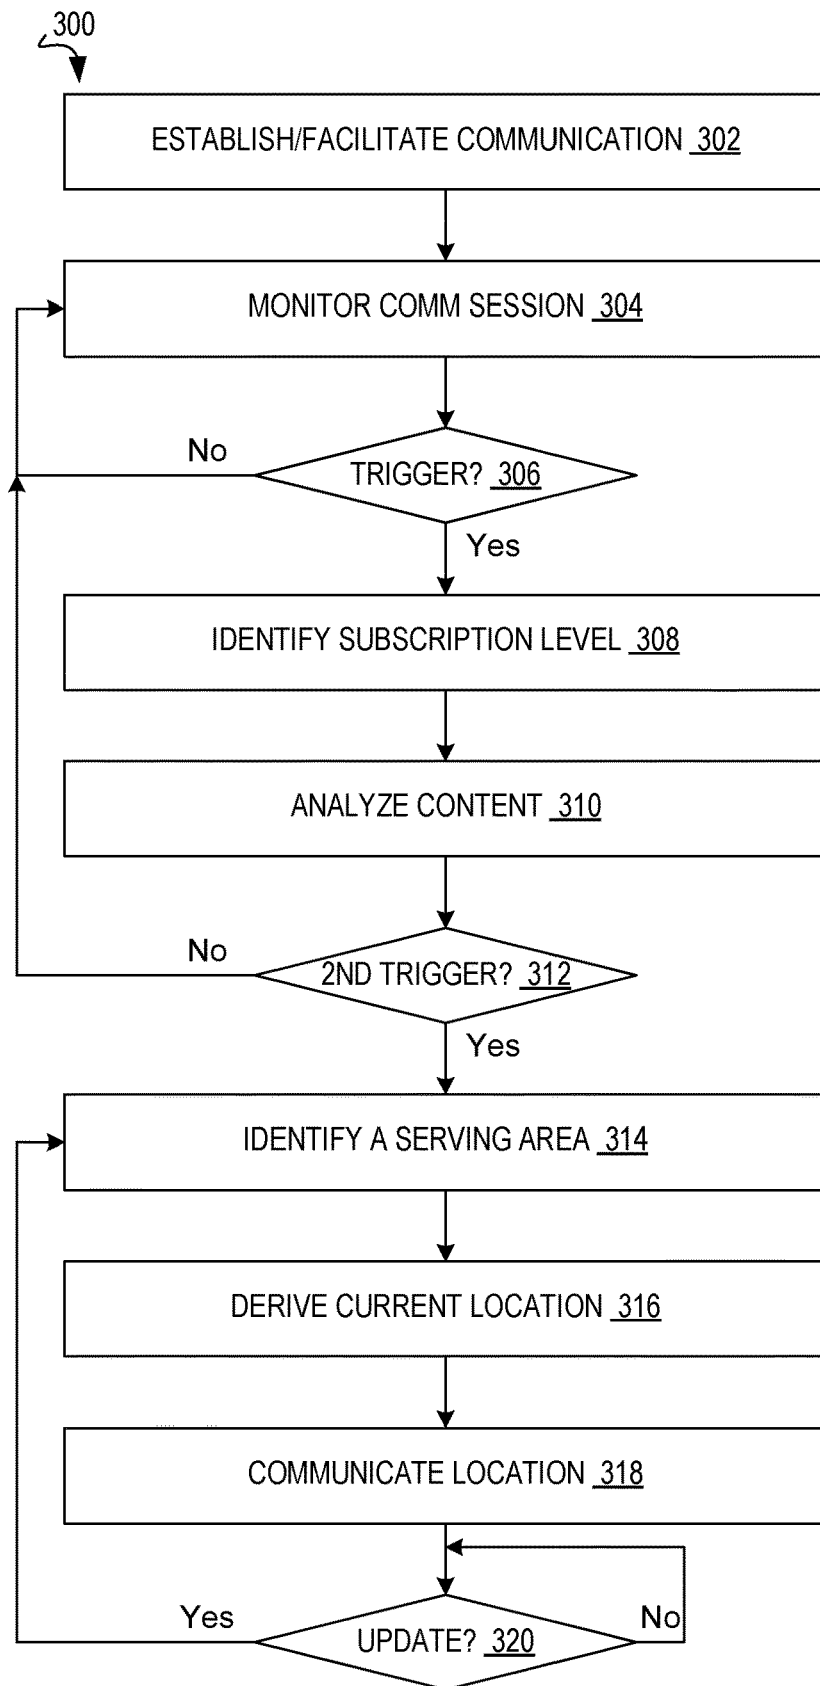 300
ESTABLISH/FACILITATE COMMUNICATION 302
MONITOR COMM SESSION 304
No
TRIGGER? 306
Yes
IDENTIFY SUBSCRIPTION LEVEL 308
ANALYZE CONTENT 310
No
2ND TRIGGER? 312
Yes
IDENTIFY A SERVING AREA 314
DERIVE CURRENT LOCATION 316
COMMUNICATE LOCATION 318
Yes
No
UPDATE? 320